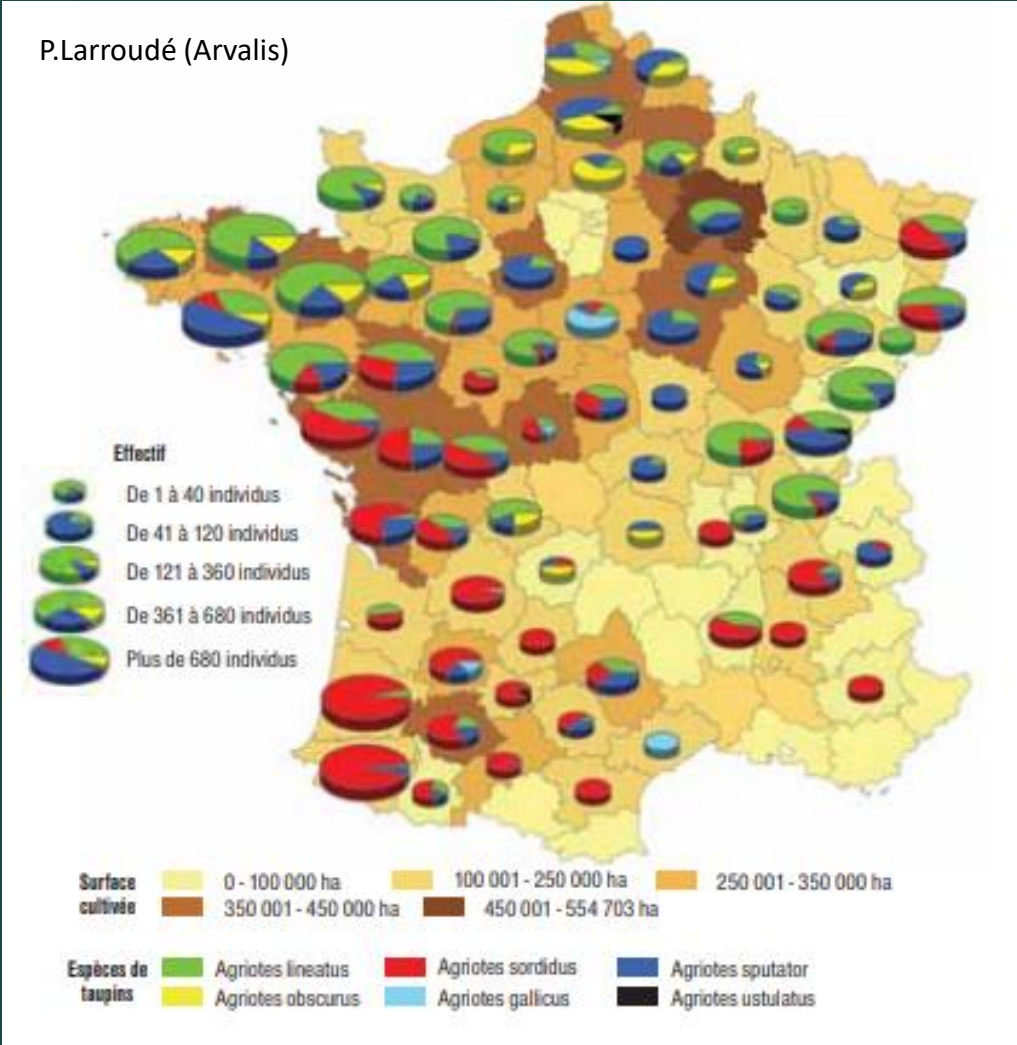 P.Larroudé (Arvalis)
Effectif
De 1 à 40 individus
De 41 à 120 individus
De 121 à 360 individus
De 361 à 680 individus
Plus de 680 individus
Surface cultivée
0 - 100 000 ha
100 001 - 250 000 ha
250 001 - 350 000 ha
350 001 - 450 000 ha
450 001 - 554 703 ha
Espèces de taupins
Agriotes lineatus
Agriotes sordidus
Agriotes sputator
Agriotes obscurus
Agriotes gallicus
Agriotes ustulatus